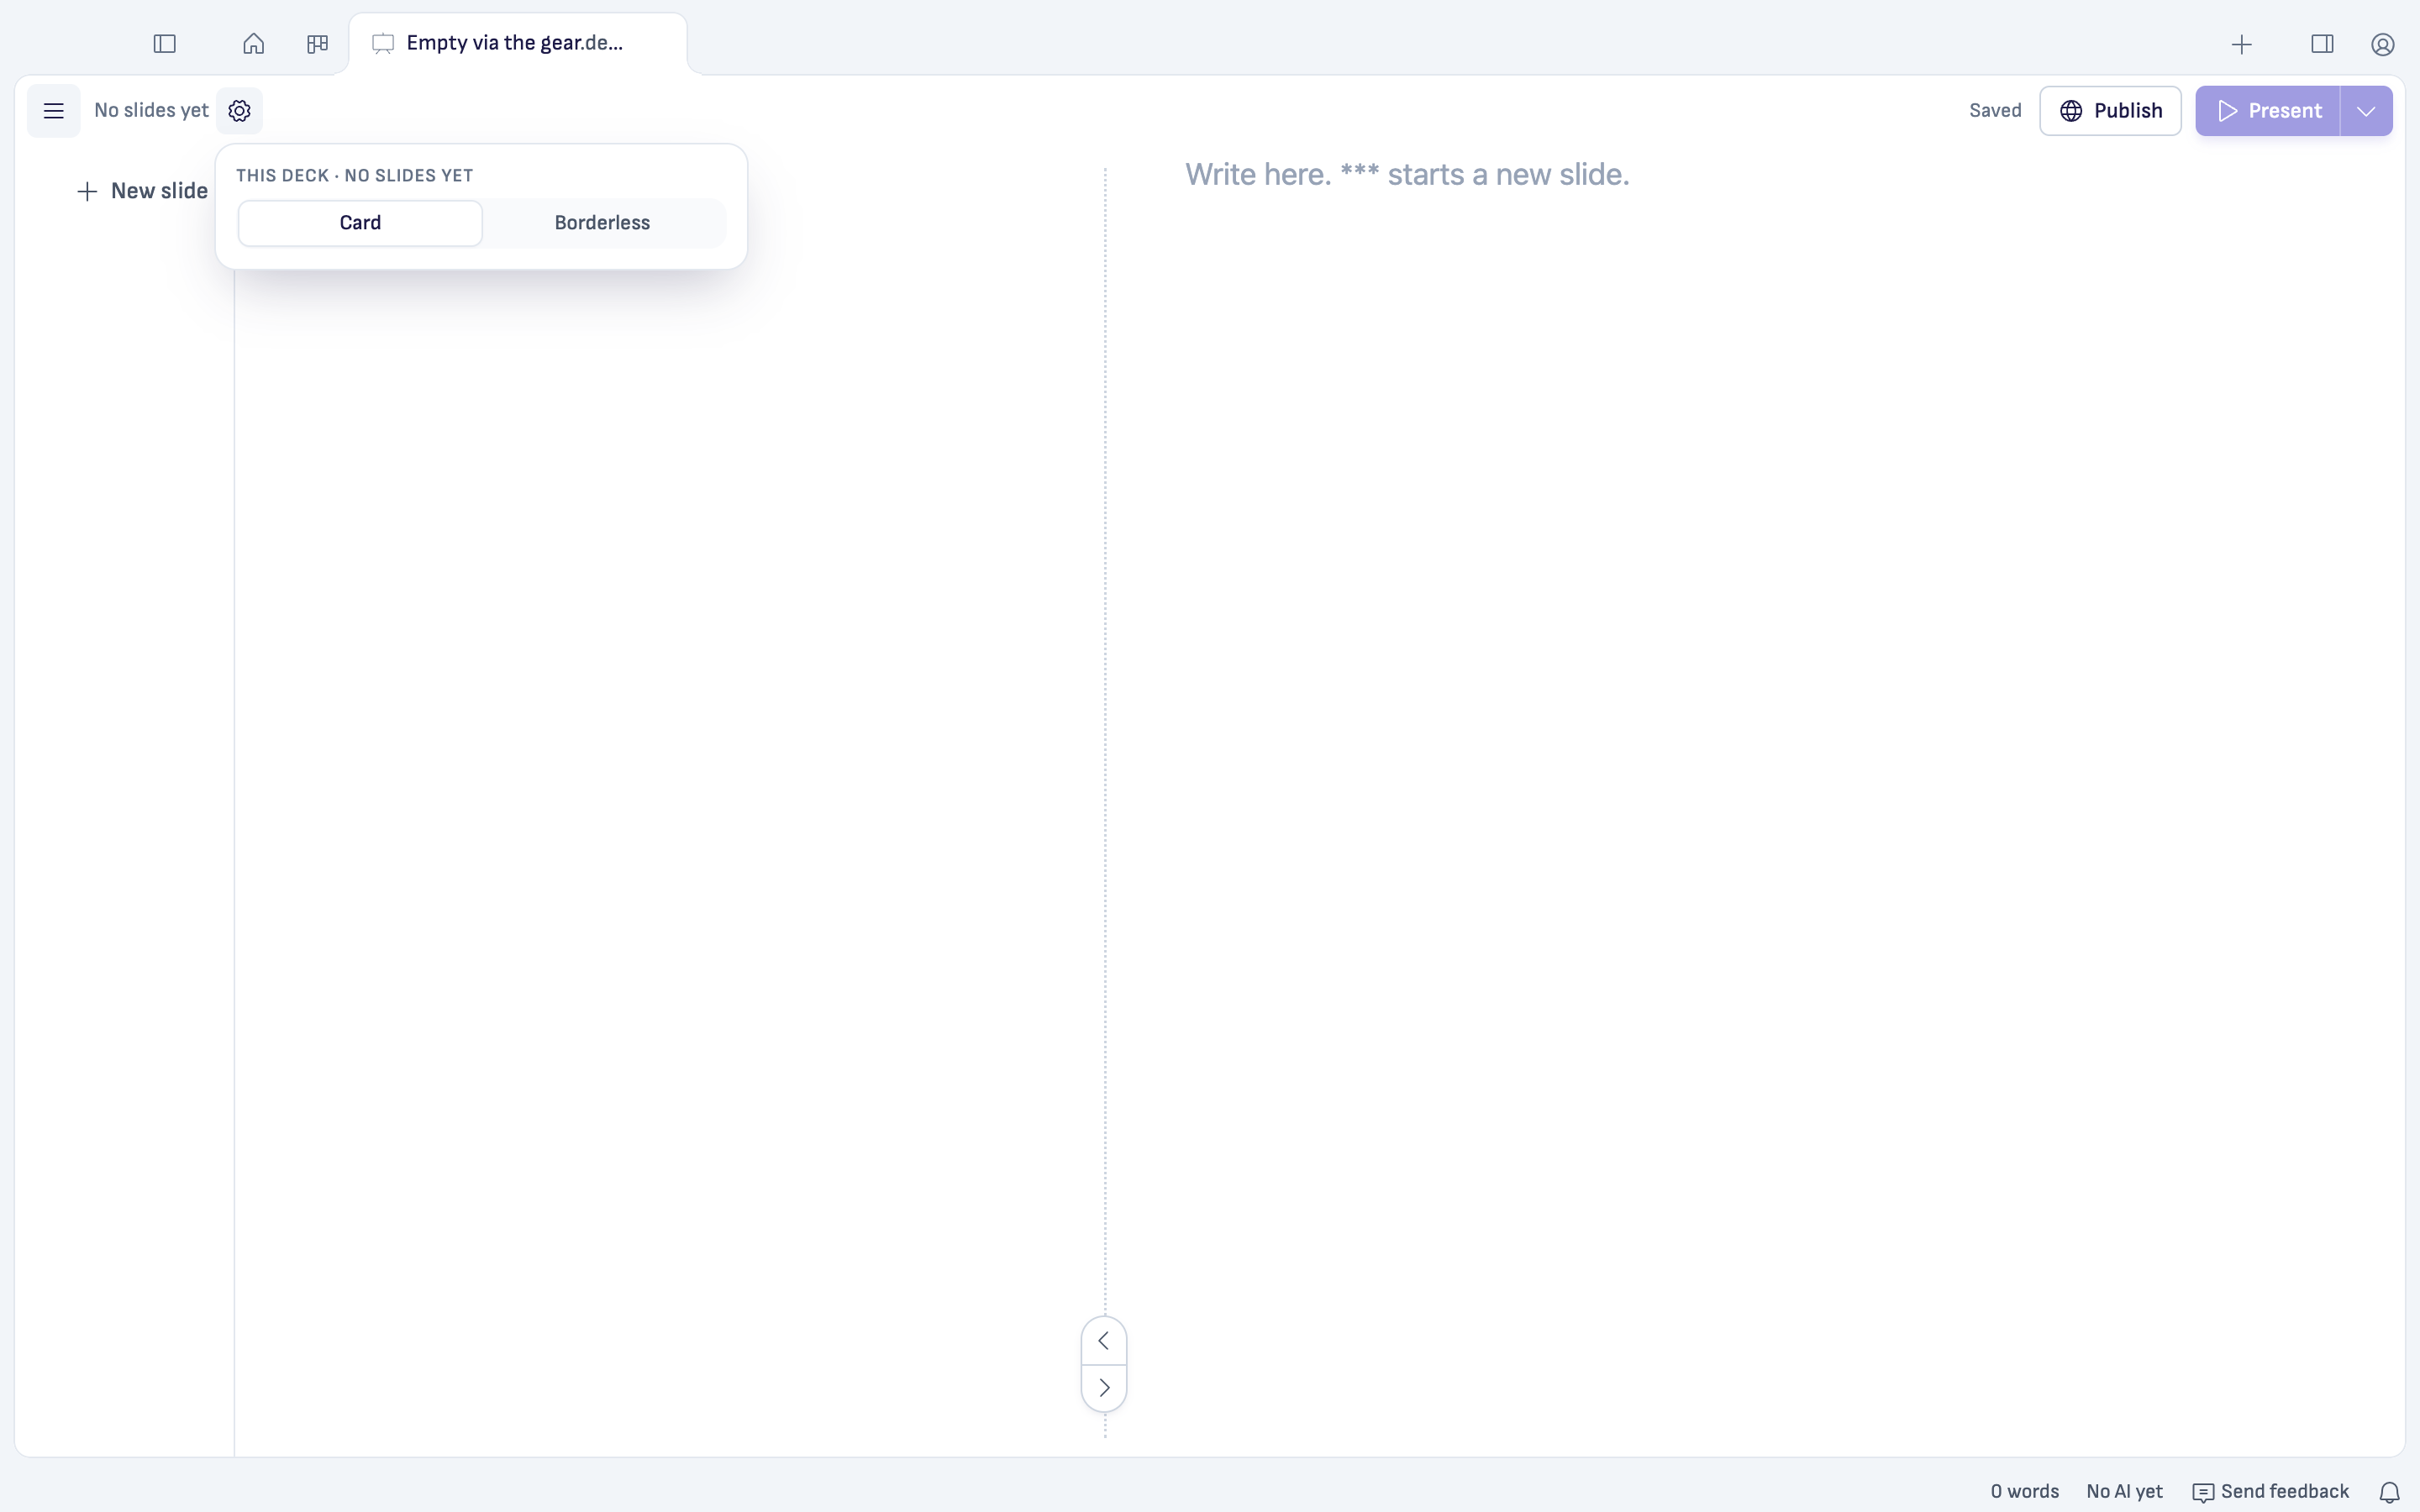 Empty via the gear.de...
No slides yet
Saved
Publish
Present
THIS DECK · NO SLIDES YET
Card
Borderless
New slide
Write here. *** starts a new slide.
0 words
No AI yet
Send feedback